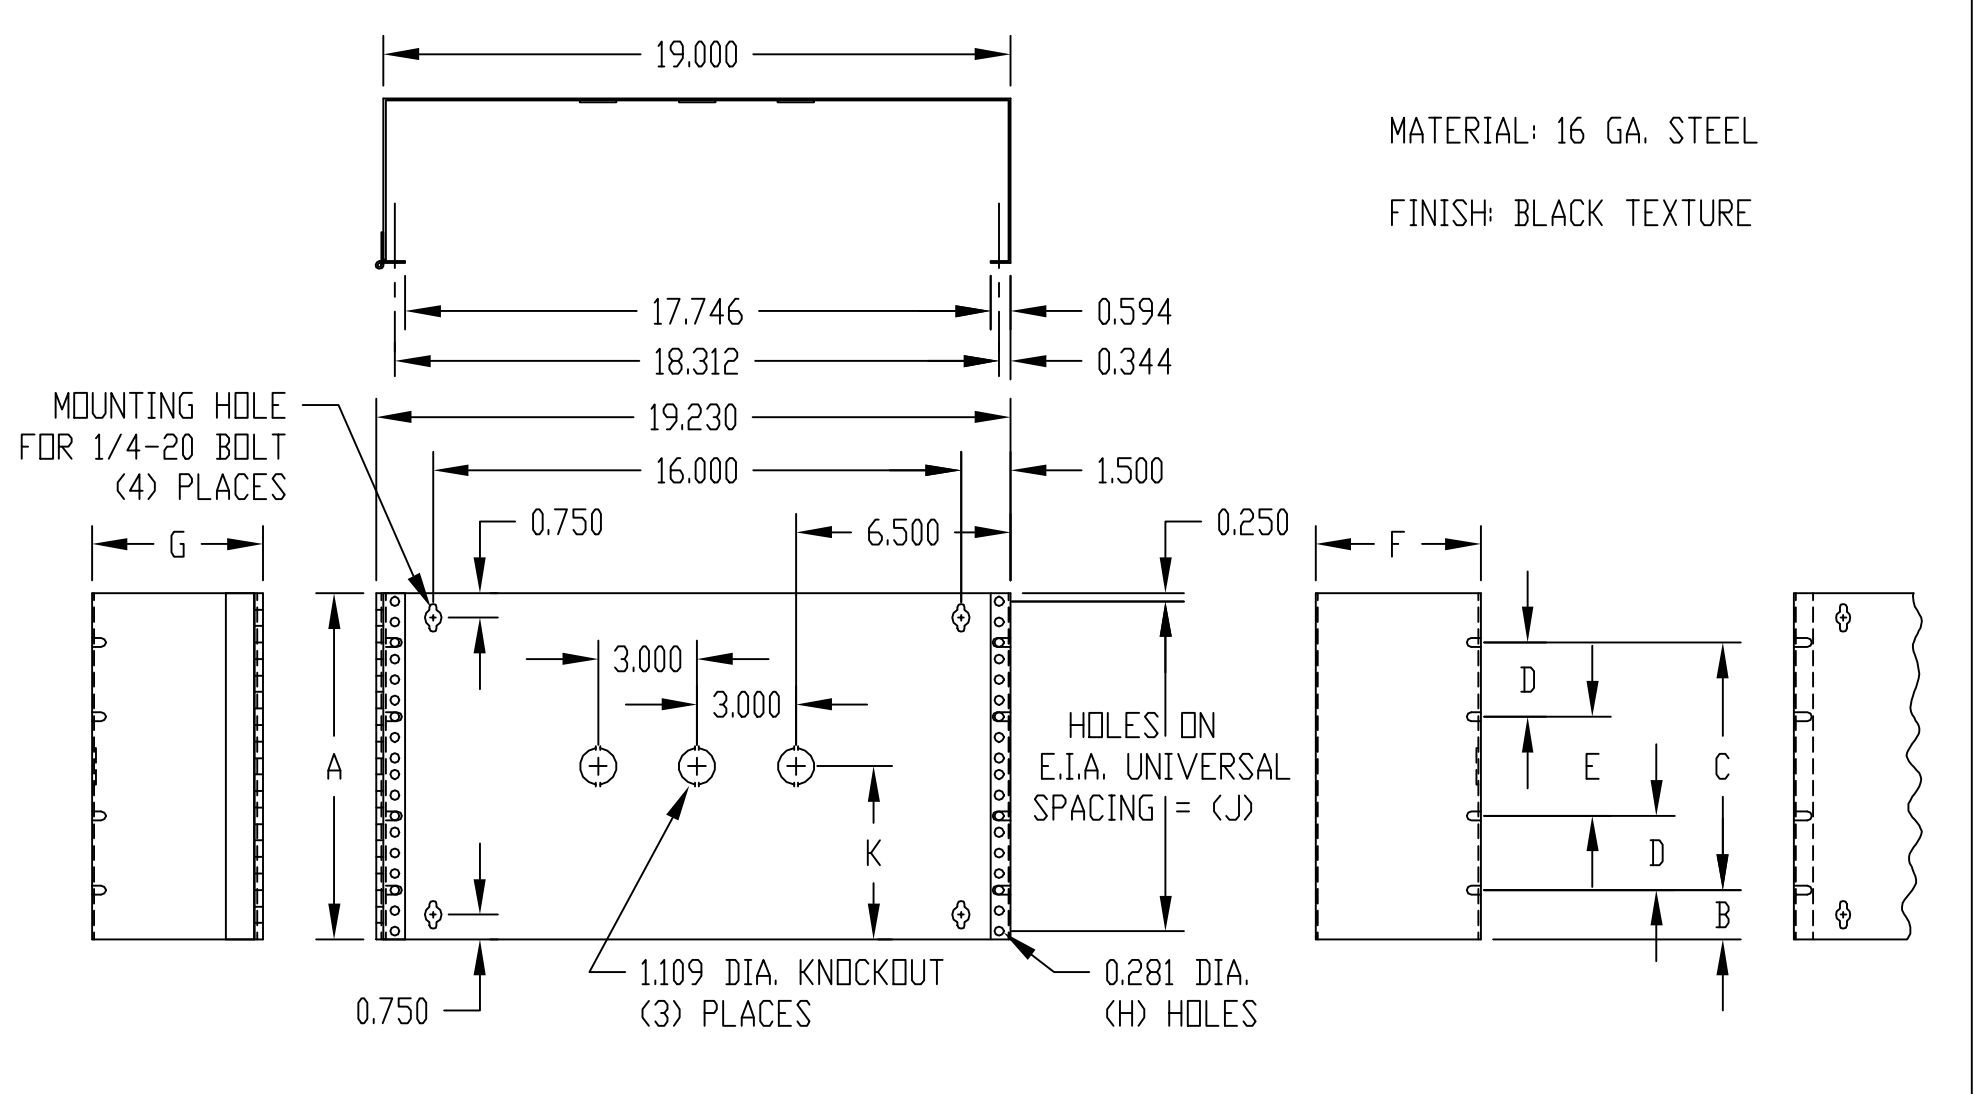 19.000
MATERIAL: 16 GA. STEEL
FINISH: BLACK TEXTURE
17.746
0.594
18.312
0.344
MOUNTING HOLE
FOR 1/4-20 BOLT
(4) PLACES
19.230
16.000
1.500
0.750
6.500
0.250
G
F
3.000
3.000
D
HOLES ON
E.I.A. UNIVERSAL
SPACING = (J)
A
E
C
K
D
B
1.109 DIA. KNOCKOUT
(3) PLACES
0.281 DIA.
(H) HOLES
0.750